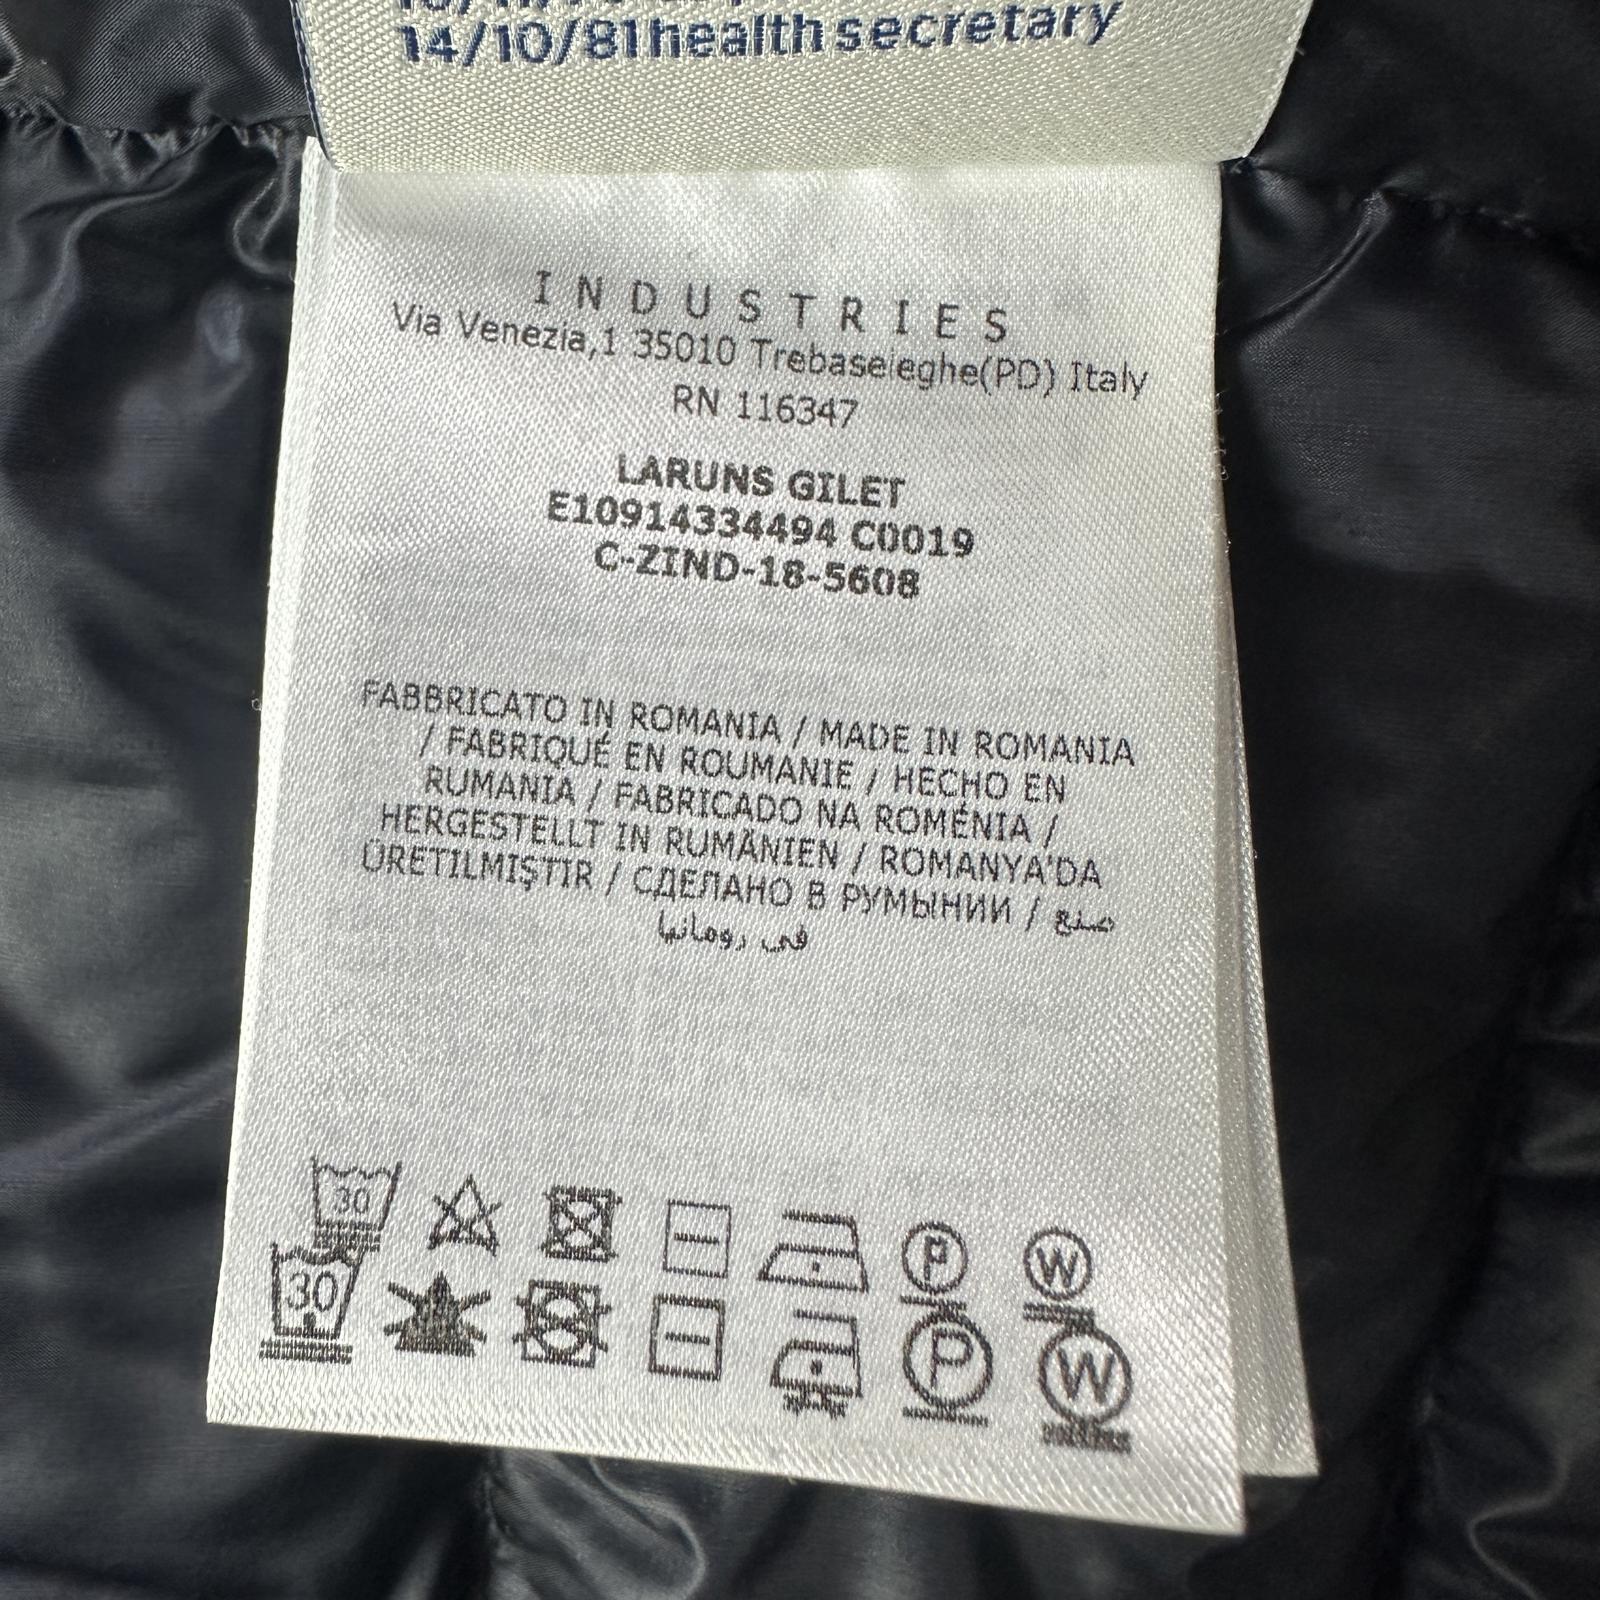 14/10/81 health secretary
INDUSTRIES
Via Venezia,1 35010 Trebaseleghe(PD) Italy
RN 116347
LARUNS GILET
E10914334494 C0019
C-ZIND-18-5608
FABBRICATO IN ROMANIA / MADE IN ROMANIA
/ FABRIQUÉ EN ROUMANIE / HECHO EN
RUMANIA / FABRICADO NA ROMÉNIA /
HERGESTELLT IN RUMÄNIEN / ROMANYA'DA
ÜRETILMIŞTIR / СДЕЛАНО В РУМЫНИИ / صنع
في رومانيا
30 P W
30 P W